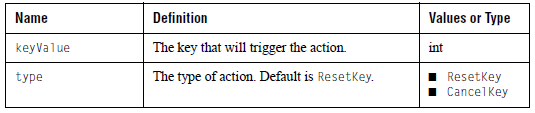 Name Definition Values or Type
keyValue The key that will trigger the action. int
type The type of action. Default is ResetKey. ■ ResetKey
■ CancelKey